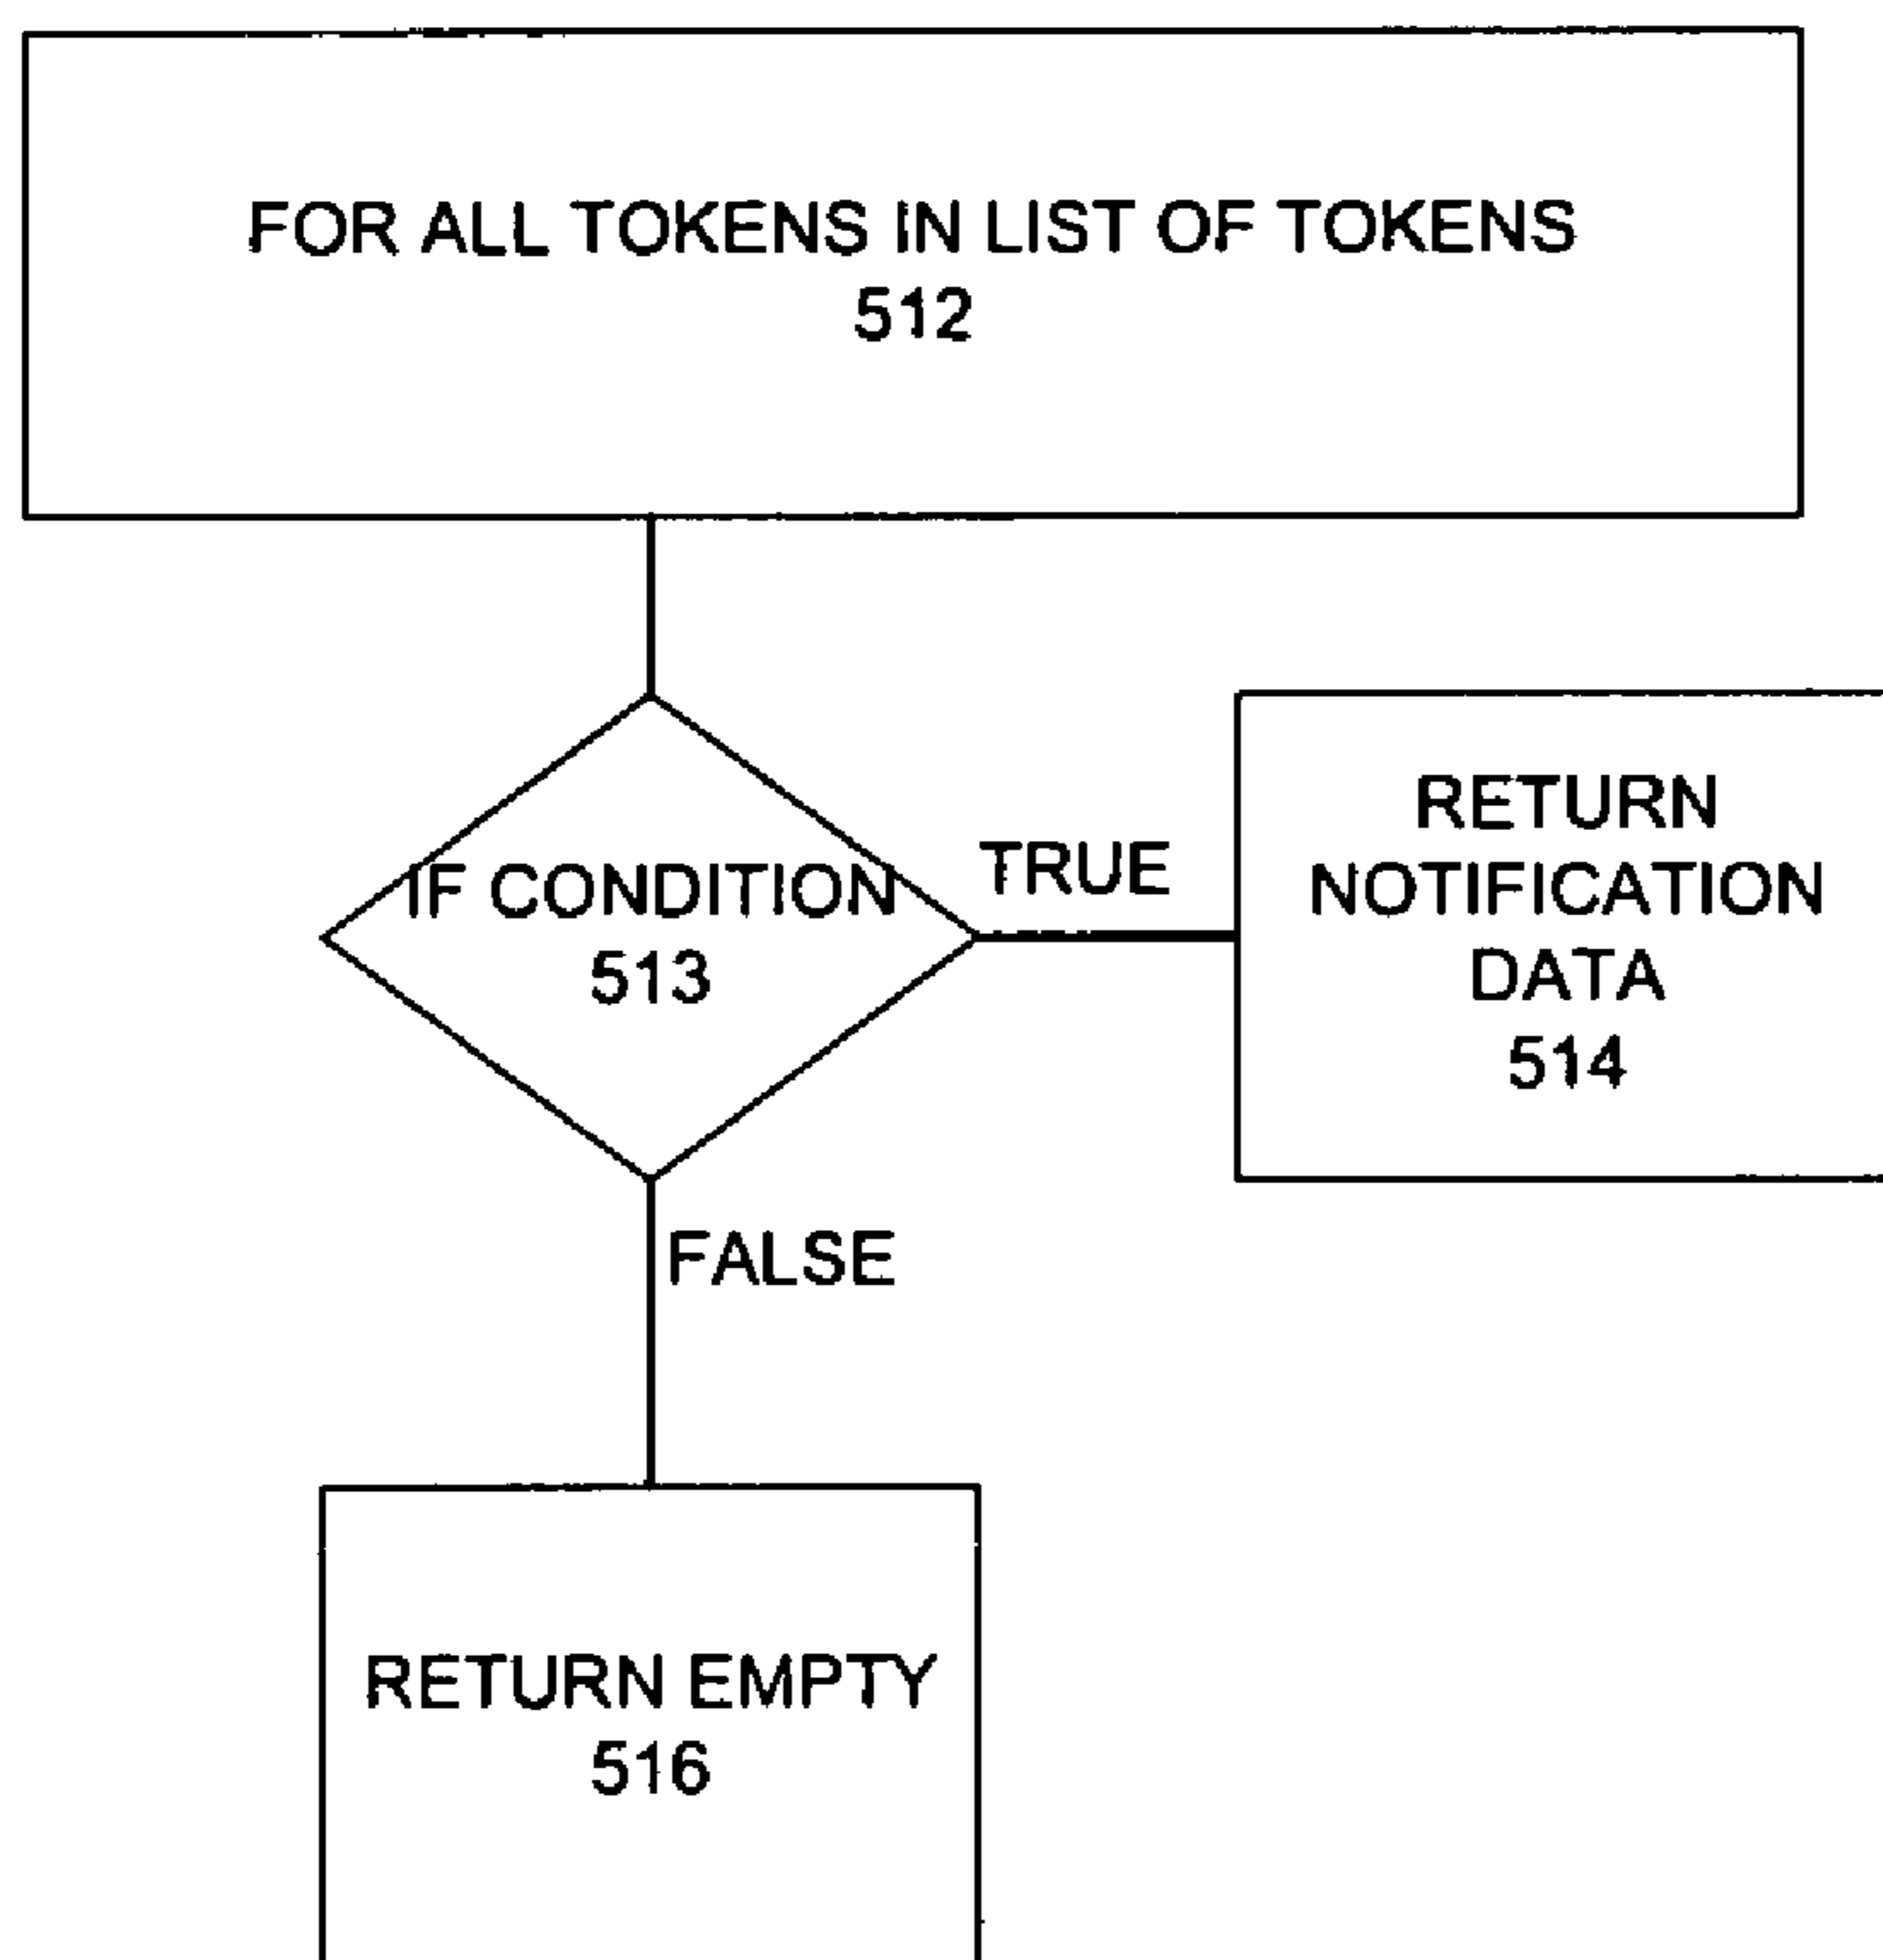 FOR ALL TOKENS IN LIST OF TOKENS
512
IF CONDITION
513
TRUE
RETURN
NOTIFICATION
DATA
514
FALSE
RETURN EMPTY
516